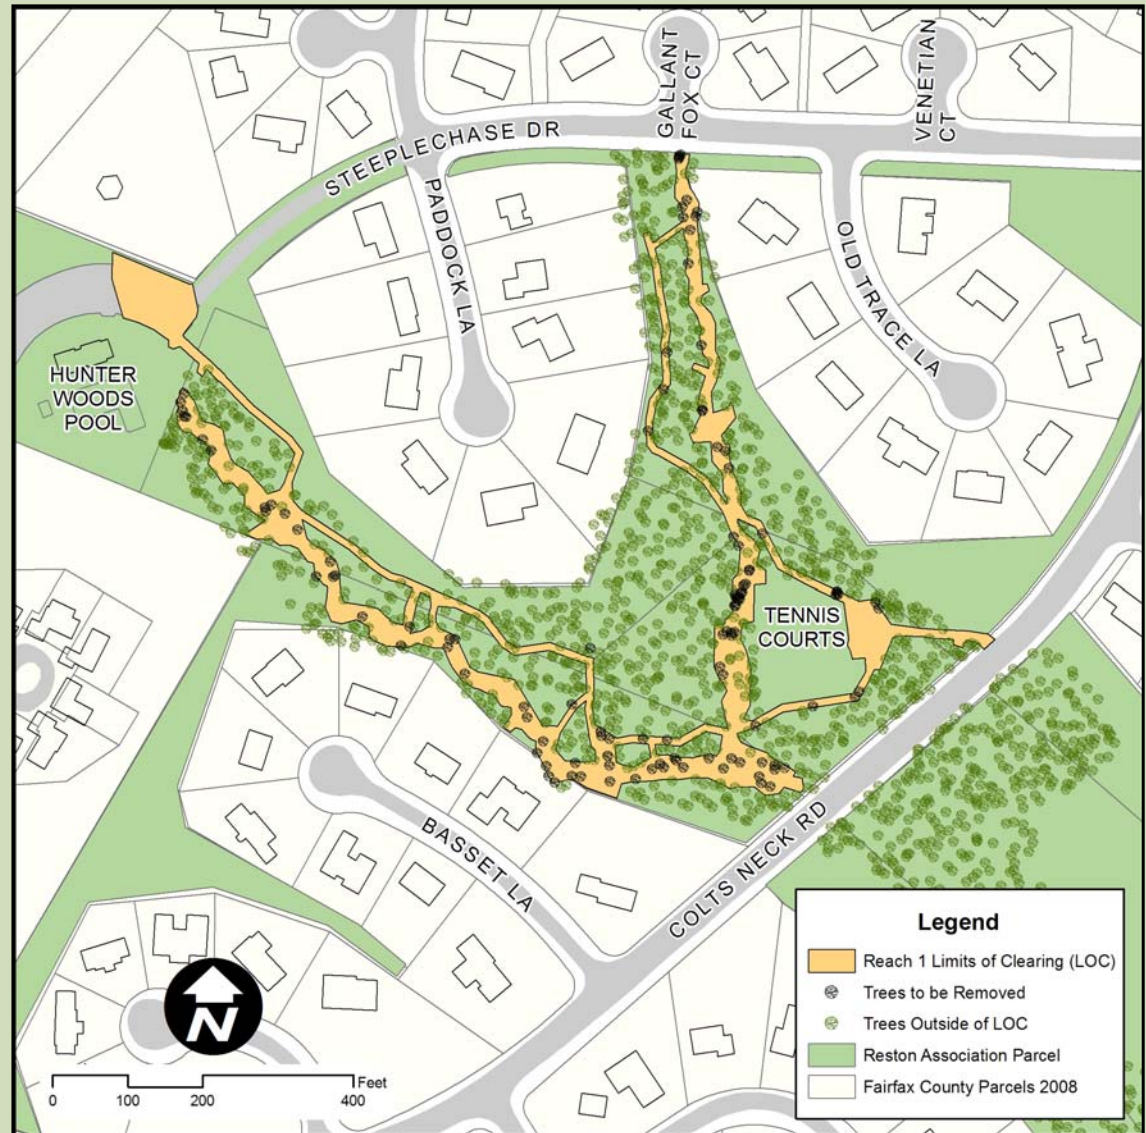 GALLANT
FOX CT
VENETIAN
CT
STEEPLECHASE DR
PADDOCK LA
OLD TRACE LA
HUNTER
WOODS
POOL
TENNIS
COURTS
BASSET LA
COLTS NECK RD
Legend
Reach 1 Limits of Clearing (LOC)
Trees to be Removed
Trees Outside of LOC
Reston Association Parcel
Fairfax County Parcels 2008
N
Feet
0 100 200 400